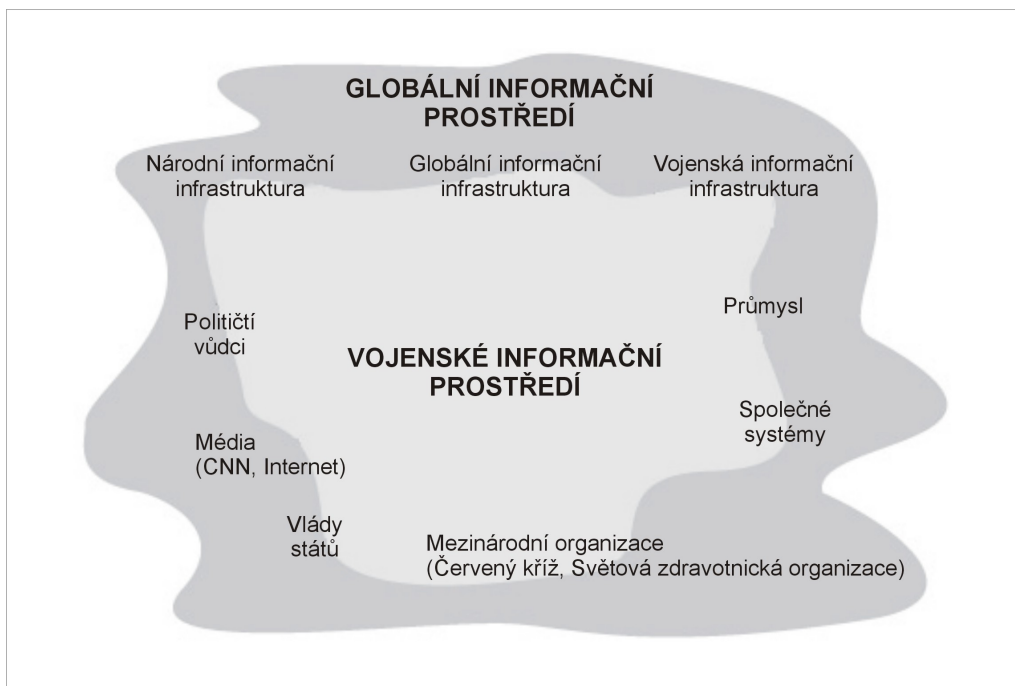 GLOBÁLNÍ INFORMAČNÍ
PROSTŘEDÍ
Národní informační
infrastruktura
Globální informační
infrastruktura
Vojenská informační
infrastruktura
Průmysl
Političtí
vůdci
VOJENSKÉ INFORMAČNÍ
PROSTŘEDÍ
Společné
systémy
Média
(CNN, Internet)
Vlády
států
Mezinárodní organizace
(Červený kříž, Světová zdravotnická organizace)